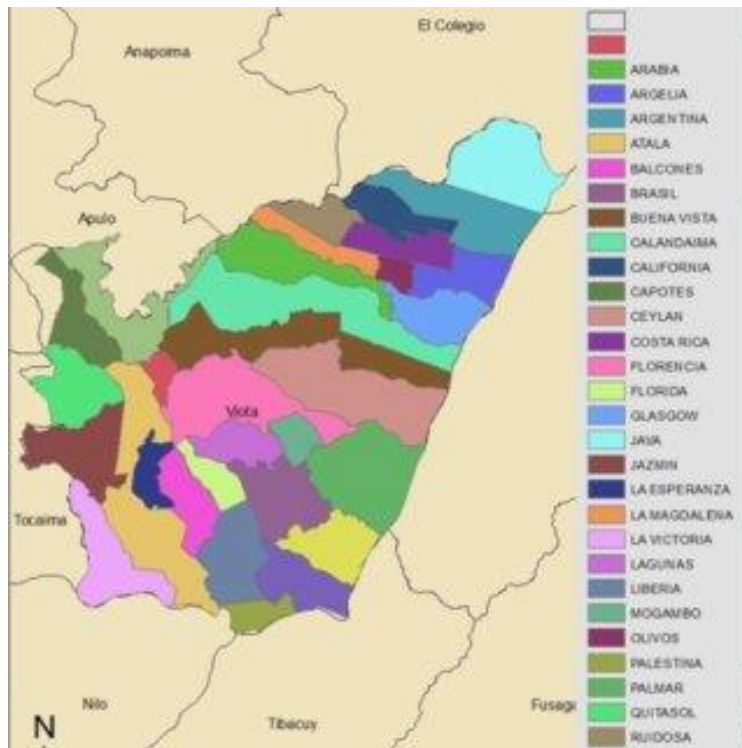 El Colegio
Anapoima
Apulo
Viota
Tocaima
Nilo
Tibacuy
Fusaga
N
ARABIA
ARGELIA
ARGENTINA
ATALA
BALCONES
BRASIL
BUENA VISTA
CALANDAIMA
CALIFORNIA
CAPOTES
CEYLAN
COSTA RICA
FLORENCIA
FLORIDA
GLASGOW
JAVA
JAZMIN
LA ESPERANZA
LA MAGDALENA
LA VICTORIA
LAGUNAS
LIBERIA
MOGAMBO
OLIVOS
PALESTINA
PALMAR
QUITASOL
RUIDOSA